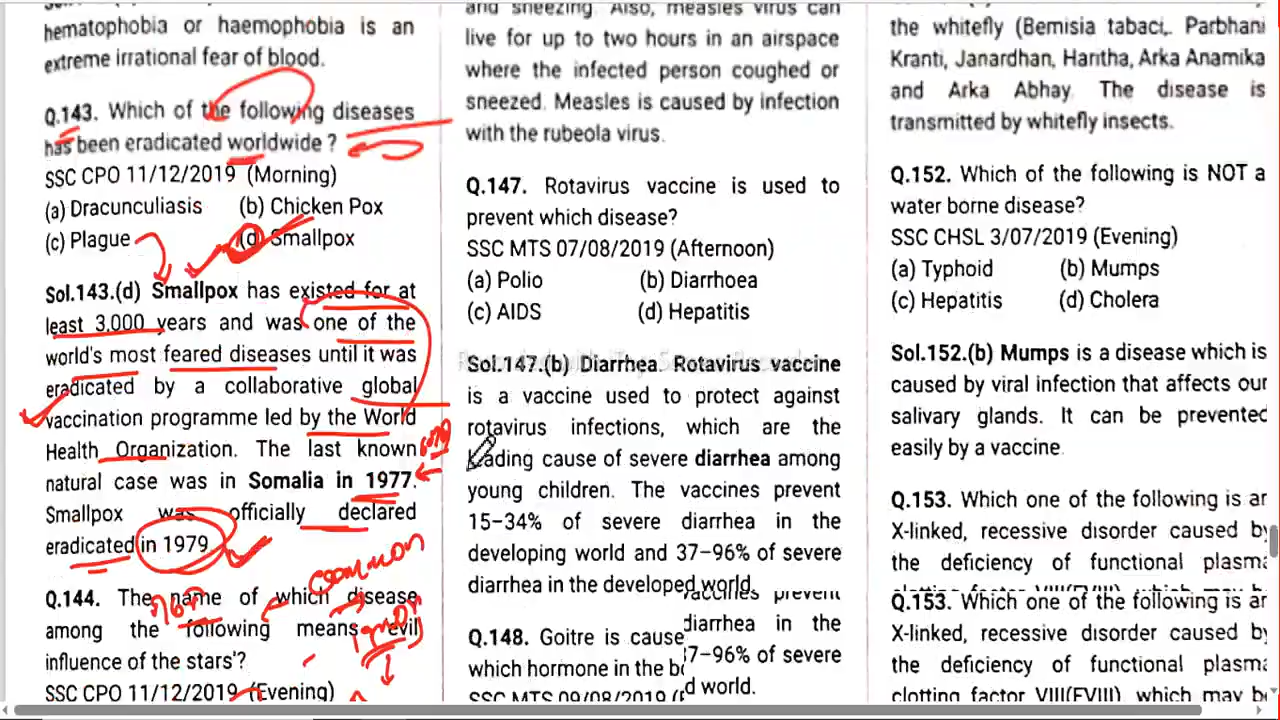 hematophobia or haemophobia is an
extreme irrational fear of blood.
Q.143. Which of the following diseases
has been eradicated worldwide ?
SSC CPO 11/12/2019 (Morning)
(a) Dracunculiasis (b) Chicken Pox
(c) Plague (d) Smallpox
Sol.143.(d) Smallpox has existed for at
least 3,000 years and was one of the
world's most feared diseases until it was
eradicated by a collaborative global
vaccination programme led by the World
Health Organization. The last known
natural case was in Somalia in 1977.
Smallpox was officially declared
eradicated in 1979
common
Q.144. The name of which disease
among the following means 'evil
influence of the stars'?
SSC CPO 11/12/2019 (Evening)
and sneezing. Also, measles virus can
live for up to two hours in an airspace
where the infected person coughed or
sneezed. Measles is caused by infection
with the rubeola virus.
Q.147. Rotavirus vaccine is used to
prevent which disease?
SSC MTS 07/08/2019 (Afternoon)
(a) Polio (b) Diarrhoea
(c) AIDS (d) Hepatitis
Sol.147.(b) Diarrhea. Rotavirus vaccine
is a vaccine used to protect against
rotavirus infections, which are the
leading cause of severe diarrhea among
young children. The vaccines prevent
15-34% of severe diarrhea in the
developing world and 37-96% of severe
diarrhea in the developed world.
vaccines prevent
diarrhea in the
Q.148. Goitre is cause
37-96% of severe
which hormone in the
d world.
SSC MTS 09/08/2019
the whitefly (Bemisia tabaci,. Parbhani
Kranti, Janardhan, Haritha, Arka Anamika
and Arka Abhay. The disease is
transmitted by whitefly insects.
Q.152. Which of the following is NOT a
water borne disease?
SSC CHSL 3/07/2019 (Evening)
(a) Typhoid (b) Mumps
(c) Hepatitis (d) Cholera
Sol.152.(b) Mumps is a disease which is
caused by viral infection that affects our
salivary glands. It can be prevented
easily by a vaccine.
Q.153. Which one of the following is an
X-linked, recessive disorder caused by
the deficiency of functional plasma
Q.153. Which one of the following is an
X-linked, recessive disorder caused by
the deficiency of functional plasma
clotting factor VIII(FVIII), which may be